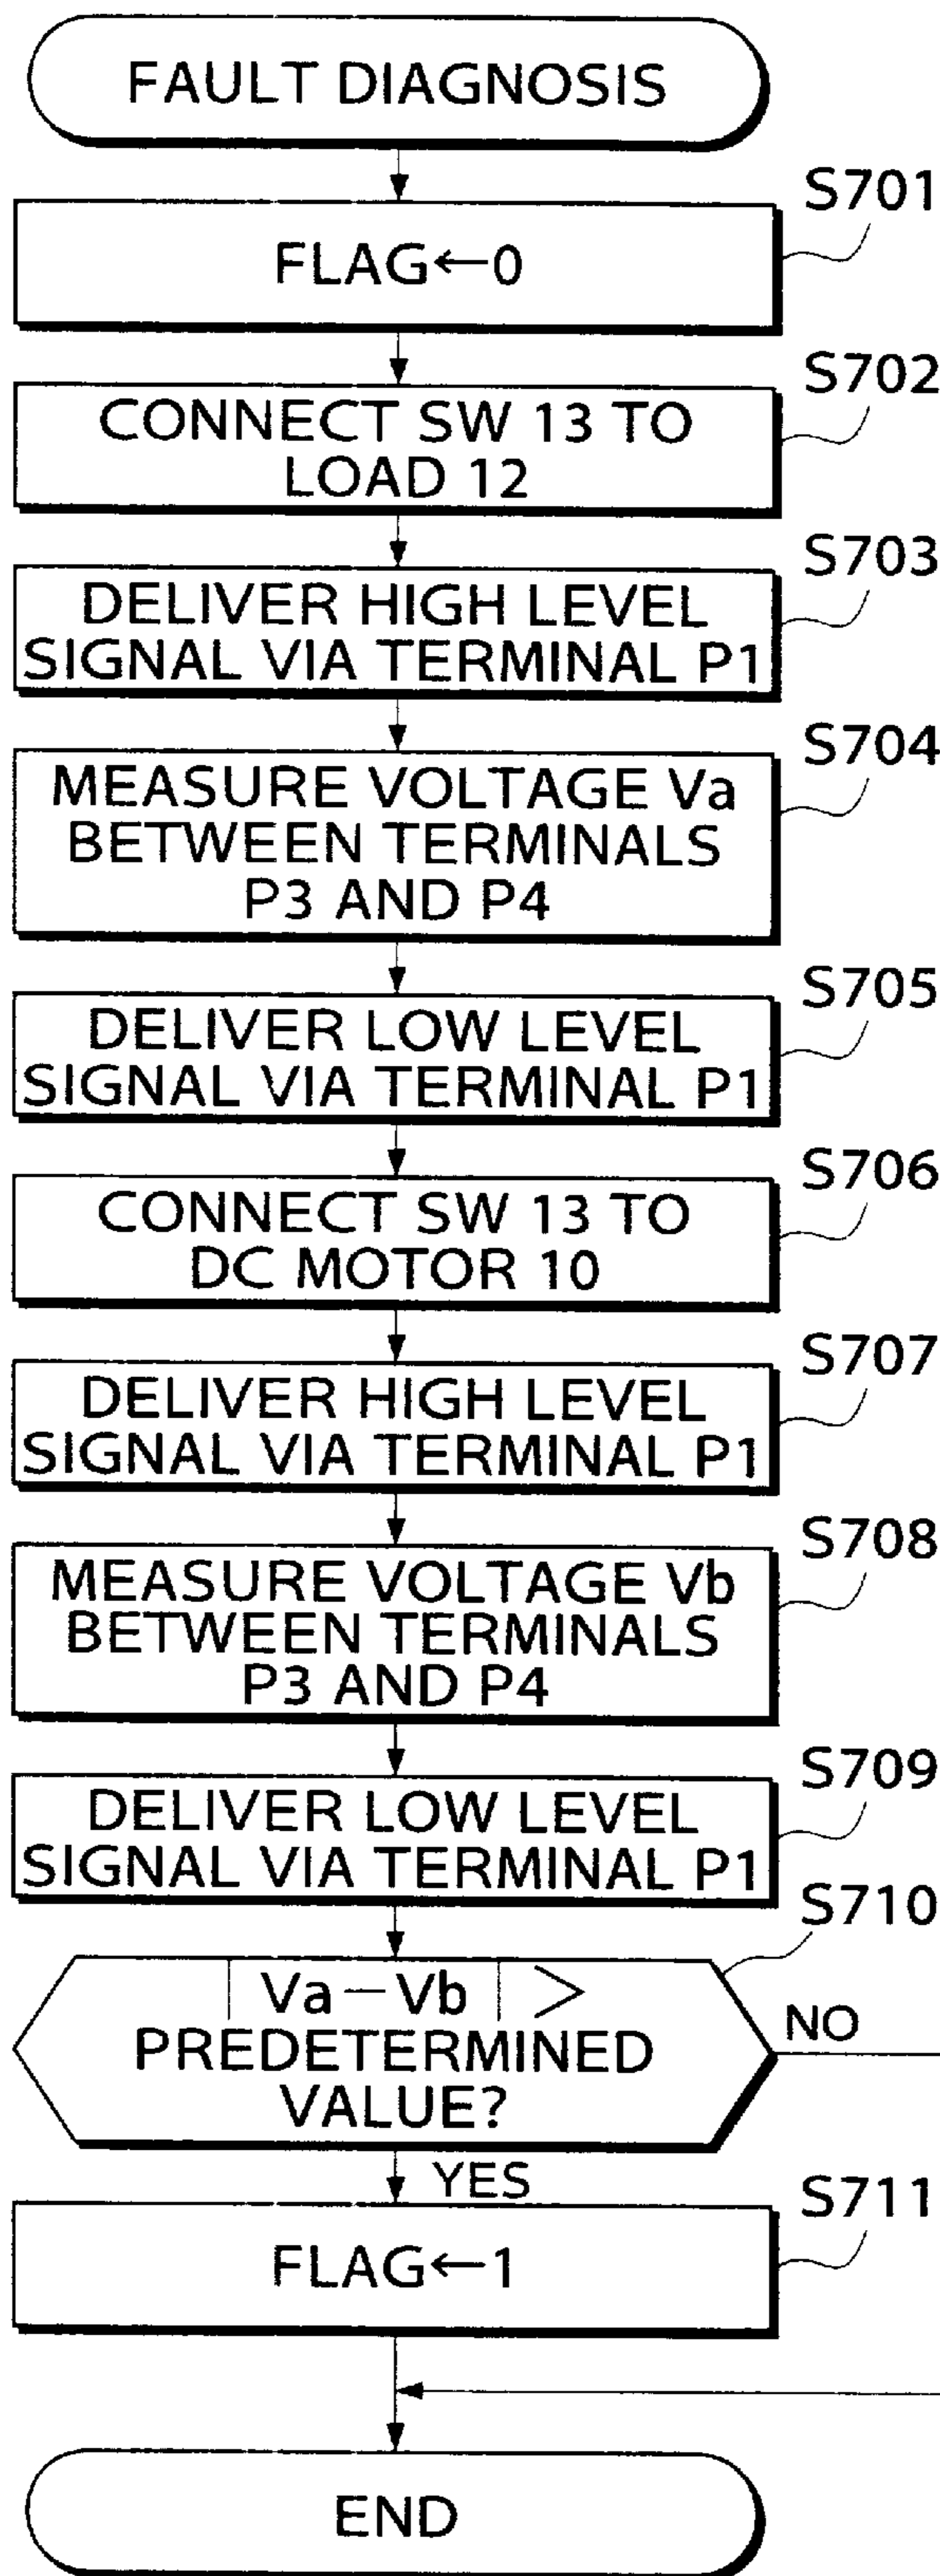 FAULT DIAGNOSIS
S701
FLAG←0
S702
CONNECT SW 13 TO
LOAD 12
S703
DELIVER HIGH LEVEL
SIGNAL VIA TERMINAL P1
S704
MEASURE VOLTAGE Va
BETWEEN TERMINALS
P3 AND P4
S705
DELIVER LOW LEVEL
SIGNAL VIA TERMINAL P1
S706
CONNECT SW 13 TO
DC MOTOR 10
S707
DELIVER HIGH LEVEL
SIGNAL VIA TERMINAL P1
S708
MEASURE VOLTAGE Vb
BETWEEN TERMINALS
P3 AND P4
S709
DELIVER LOW LEVEL
SIGNAL VIA TERMINAL P1
S710
| Va－Vb | >
PREDETERMINED
VALUE?
NO
YES
S711
FLAG←1
END